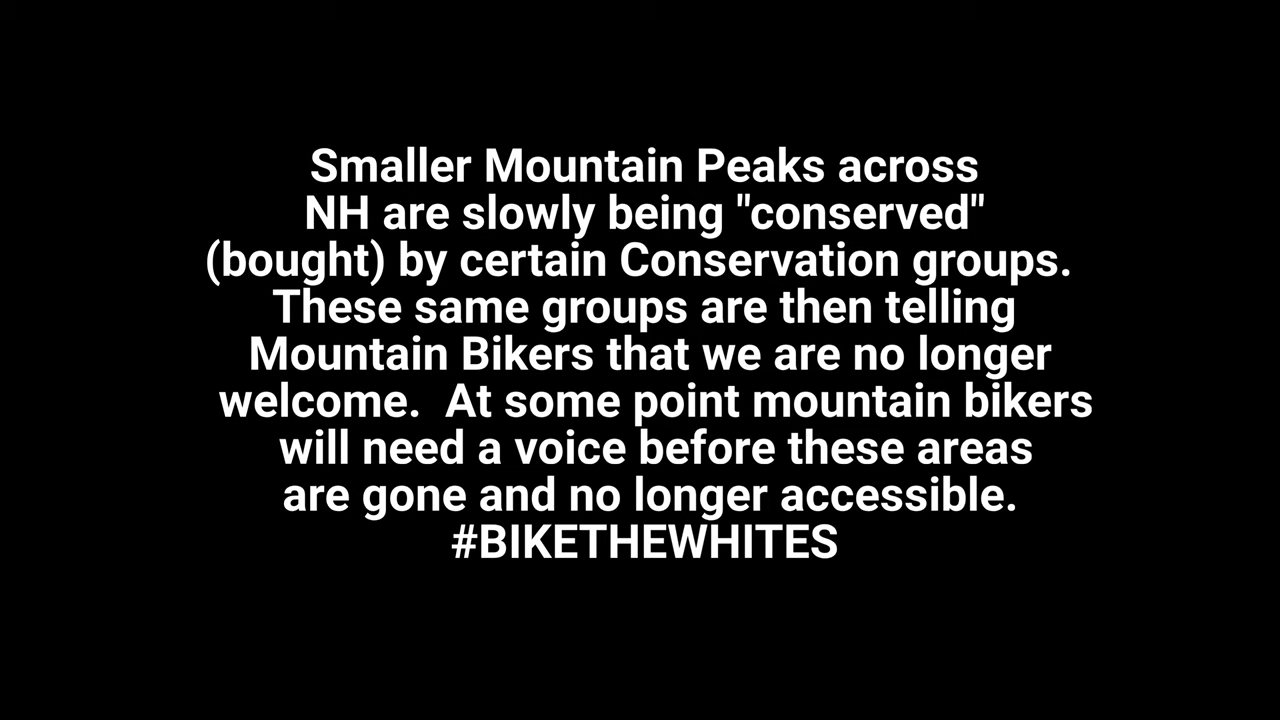 Smaller Mountain Peaks across
NH are slowly being "conserved"
(bought) by certain Conservation groups.
These same groups are then telling
Mountain Bikers that we are no longer
welcome.  At some point mountain bikers
will need a voice before these areas
are gone and no longer accessible.
#BIKETHEWHITES